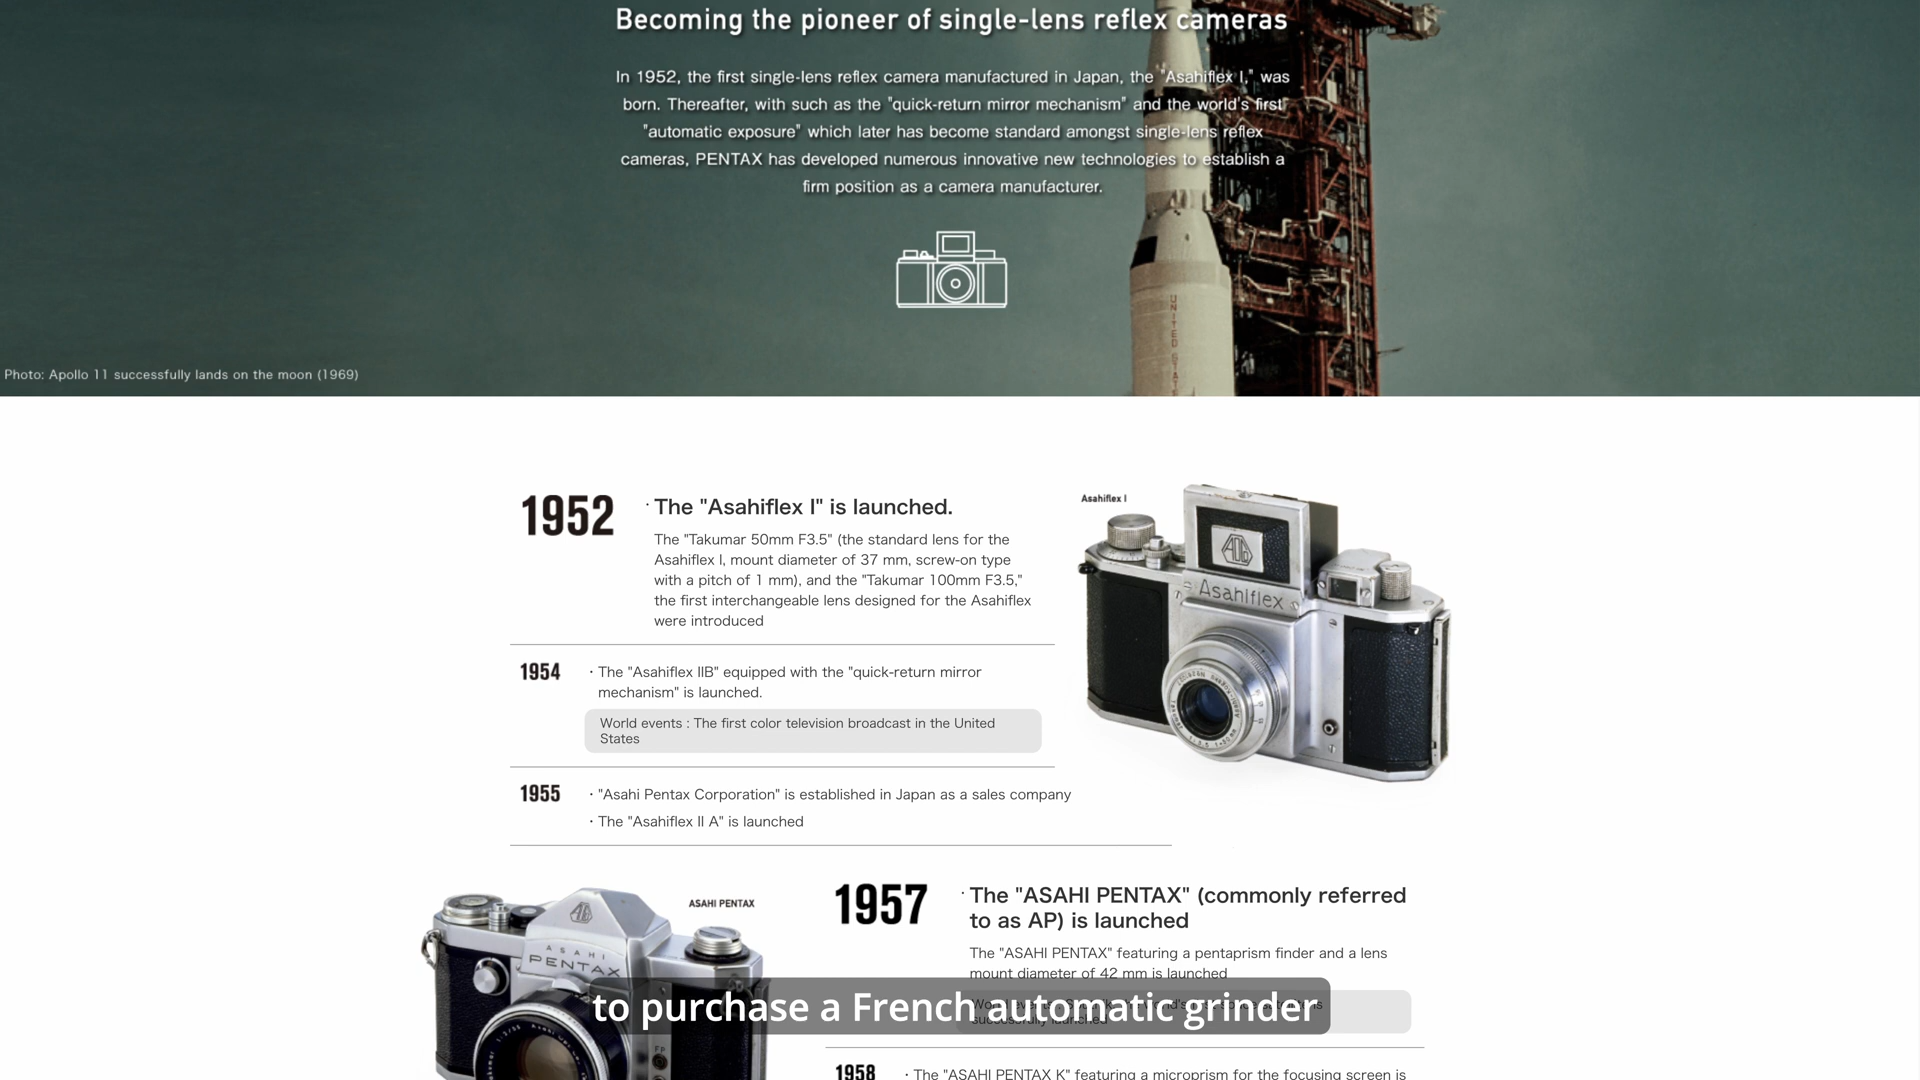 Becoming the pioneer of single-lens reflex cameras
In 1952, the first single-lens reflex camera manufactured in Japan, the "Asahiflex I," was
born. Thereafter, with such as the "quick-return mirror mechanism" and the world's first
"automatic exposure" which later has become standard amongst single-lens reflex
cameras, PENTAX has developed numerous innovative new technologies to establish a
firm position as a camera manufacturer.
UNITED STATE
Photo: Apollo 11 successfully lands on the moon (1969)
1952
· The "Asahiflex I" is launched.
The "Takumar 50mm F3.5" (the standard lens for the
Asahiflex I, mount diameter of 37 mm, screw-on type
with a pitch of 1 mm), and the "Takumar 100mm F3.5,"
the first interchangeable lens designed for the Asahiflex
were introduced
Asahiflex I
AOC
Asahiflex
1954
· The "Asahiflex IIB" equipped with the "quick-return mirror
mechanism" is launched.
World events : The first color television broadcast in the United
States
1955
· "Asahi Pentax Corporation" is established in Japan as a sales company
· The "Asahiflex II A" is launched
ASAHI PENTAX
AOC
ASAHI
PENTAX
FP
1957
· The "ASAHI PENTAX" (commonly referred
to as AP) is launched
The "ASAHI PENTAX" featuring a pentaprism finder and a lens
mount diameter of 42 mm is launched
successfully launched
to purchase a French automatic grinder
1958
· The "ASAHI PENTAX K" featuring a microprism for the focusing screen is